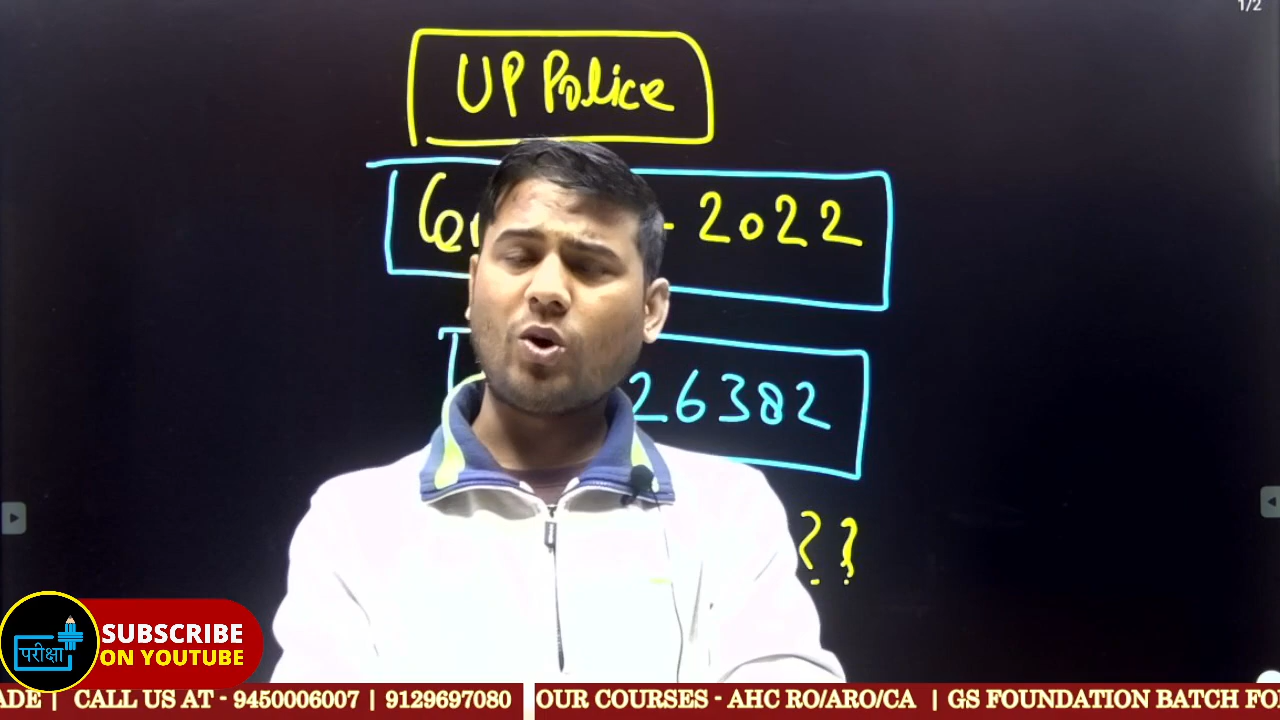 1/2
UP Police
- 2022
26382
??
परीक्षा
SUBSCRIBE
ON YOUTUBE
ADE | CALL US AT - 9450006007 | 9129697080 OUR COURSES - AHC RO/ARO/CA | GS FOUNDATION BATCH FO